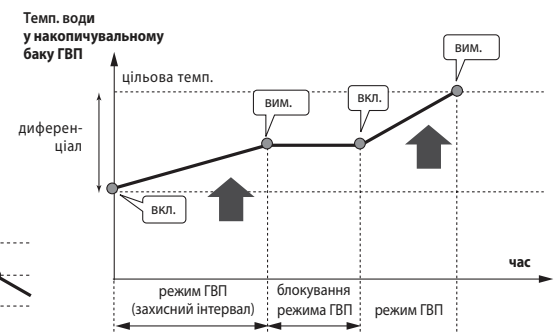 Темп. води
у накопичувальному
баку ГВП
цільова темп.
вим.
вкл.
вим.
диферен-
ціал
вкл.
час
режим ГВП
(захисний інтервал)
блокування
режима ГВП
режим ГВП